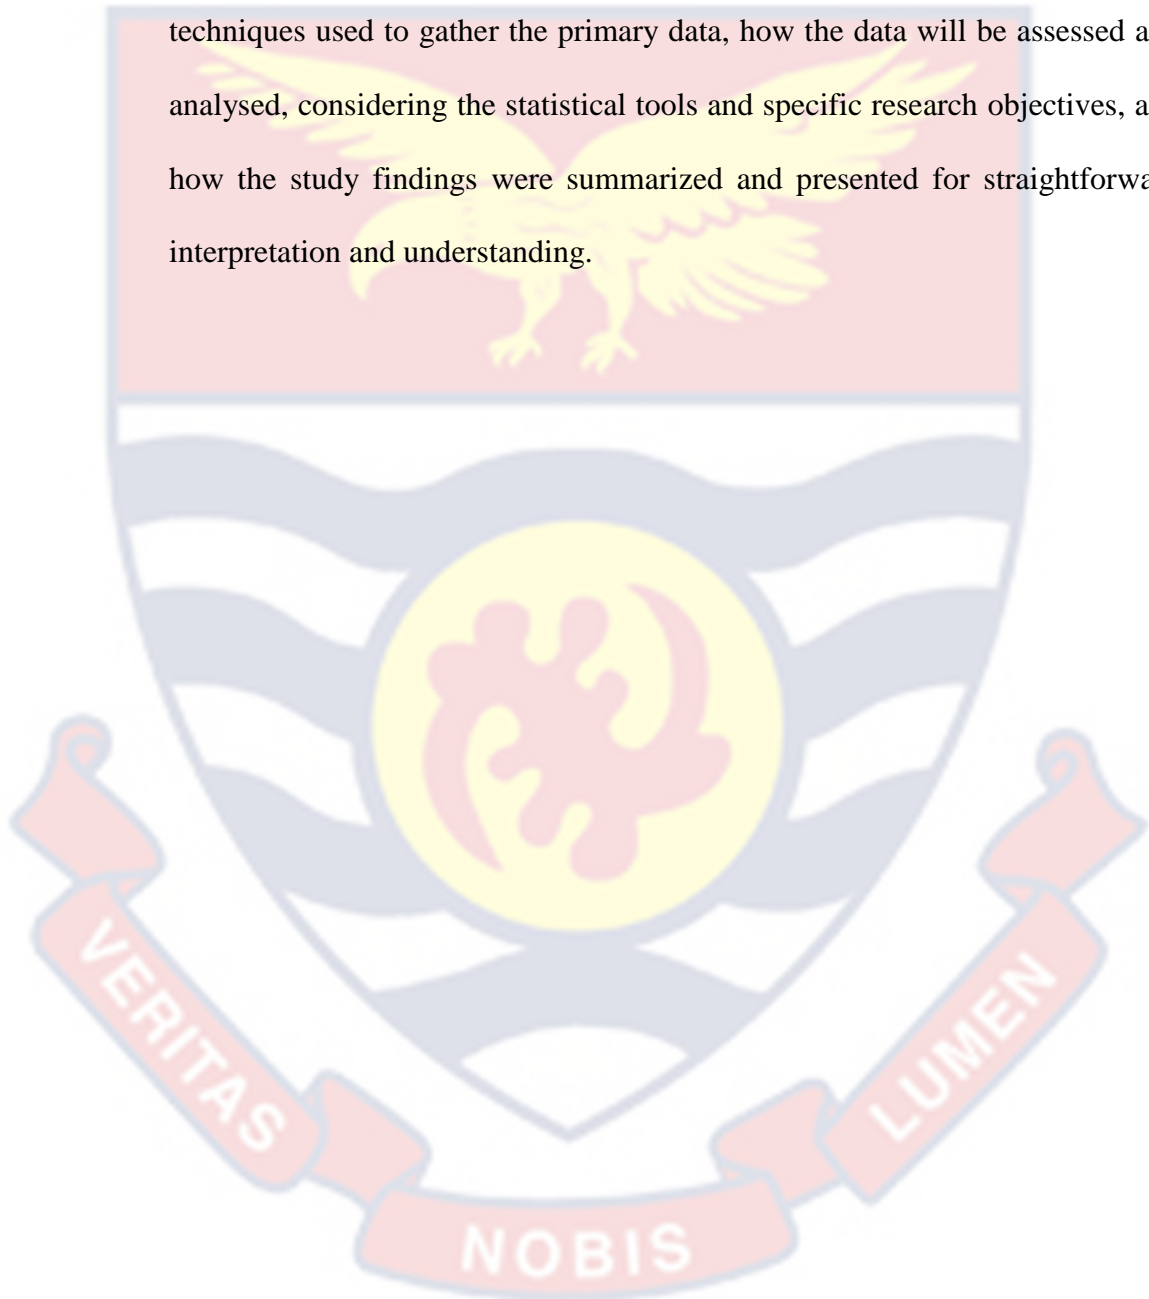 techniques used to gather the primary data, how the data will be assessed a
analysed, considering the statistical tools and specific research objectives, a
how the study findings were summarized and presented for straightforwa
interpretation and understanding.
VERITAS
NOBIS
LUMEN